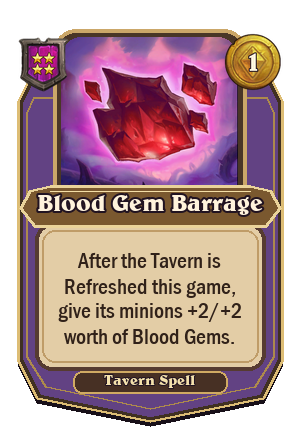 1
Blood Gem Barrage
After the Tavern is
Refreshed this game,
give its minions +2/+2
worth of Blood Gems.
Tavern Spell